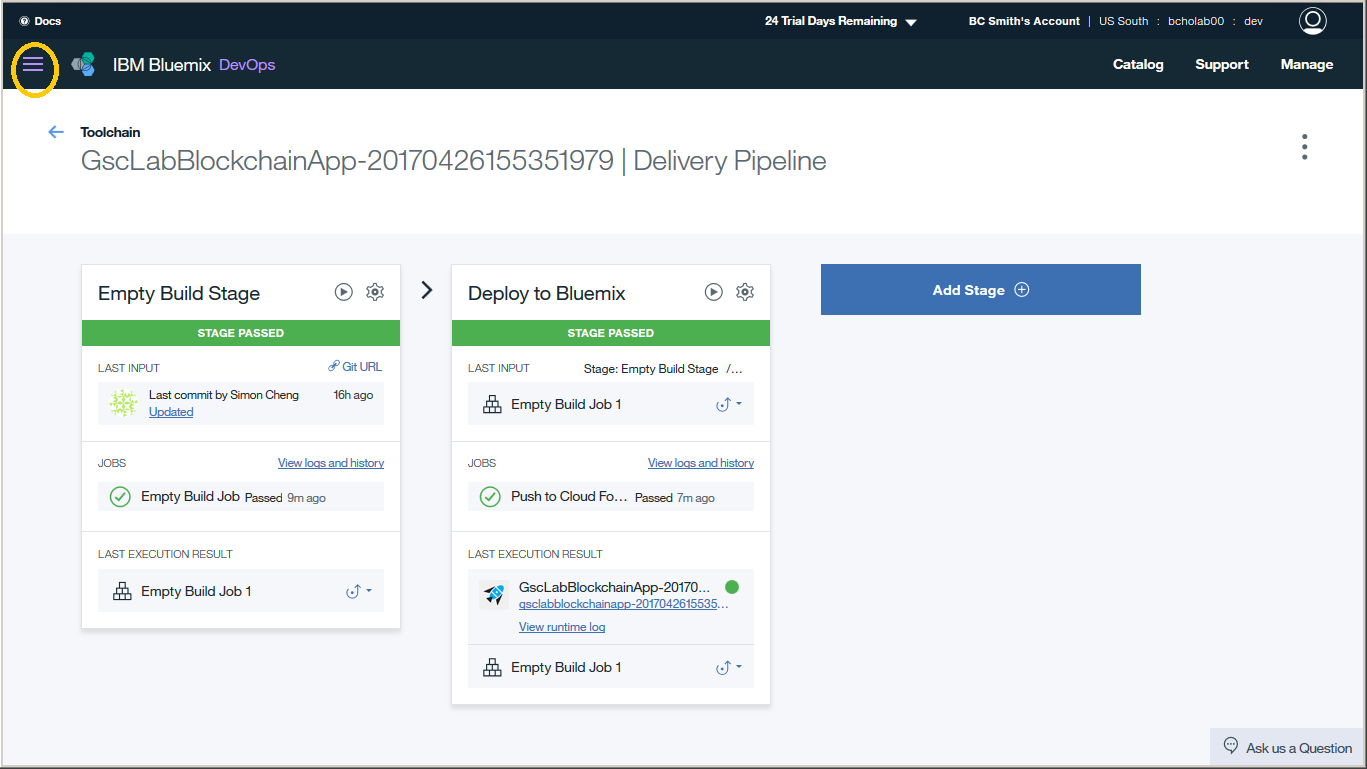 Docs
24 Trial Days Remaining
BC Smith's Account | US South : bcholab00 : dev
IBM Bluemix DevOps
Catalog
Support
Manage
Toolchain
GscLabBlockchainApp-20170426155351979 | Delivery Pipeline
Empty Build Stage
STAGE PASSED
LAST INPUT
Git URL
Last commit by Simon Cheng
16h ago
Updated
JOBS
View logs and history
Empty Build Job Passed 9m ago
LAST EXECUTION RESULT
Empty Build Job 1
Deploy to Bluemix
STAGE PASSED
LAST INPUT
Stage: Empty Build Stage /...
Empty Build Job 1
JOBS
View logs and history
Push to Cloud Fo... Passed 7m ago
LAST EXECUTION RESULT
GscLabBlockchainApp-20170...
gsclabblockchainapp-2017042615535...
View runtime log
Empty Build Job 1
Add Stage
Ask us a Question